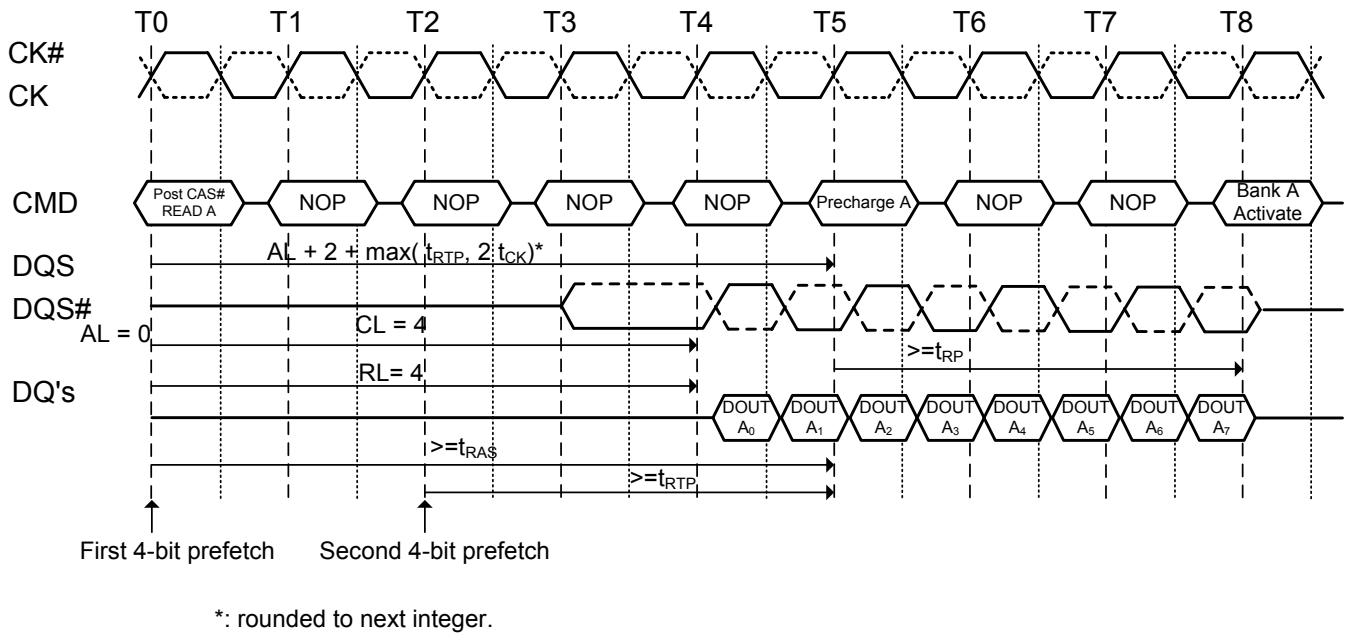 T0 T1 T2 T3 T4 T5 T6 T7 T8
CK#
CK
CMD
Post CAS#
READ A
NOP
NOP
NOP
NOP
Precharge A
NOP
NOP
Bank A
Activate
AL + 2 + max( tRTP, 2 tCK)*
DQS
DQS#
AL = 0
CL = 4
>=tRP
RL= 4
DQ's
DOUT
A0
DOUT
A1
DOUT
A2
DOUT
A3
DOUT
A4
DOUT
A5
DOUT
A6
DOUT
A7
>=tRAS
>=tRTP
First 4-bit prefetch
Second 4-bit prefetch
*: rounded to next integer.